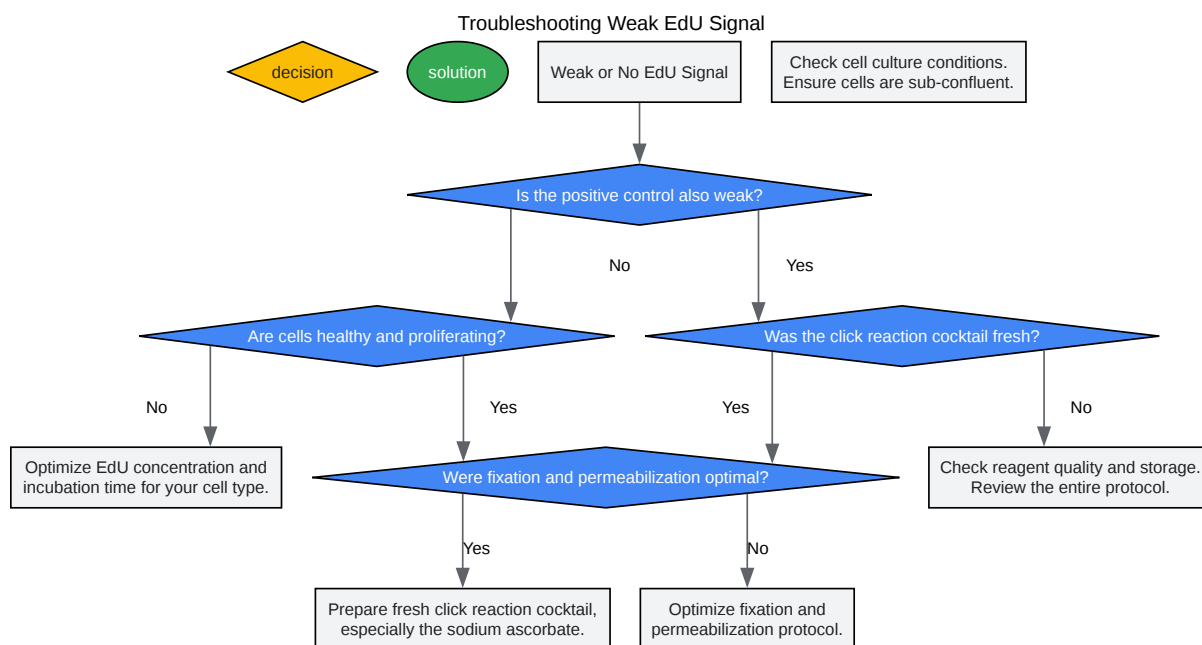 Troubleshooting Weak EdU Signal
decision
solution
Weak or No EdU Signal
Check cell culture conditions.
Ensure cells are sub-confluent.
Is the positive control also weak?
No
Yes
Are cells healthy and proliferating?
Was the click reaction cocktail fresh?
No
Yes
Yes
No
Optimize EdU concentration and
incubation time for your cell type.
Were fixation and permeabilization optimal?
Check reagent quality and storage.
Review the entire protocol.
Yes
No
Prepare fresh click reaction cocktail,
especially the sodium ascorbate.
Optimize fixation and
permeabilization protocol.